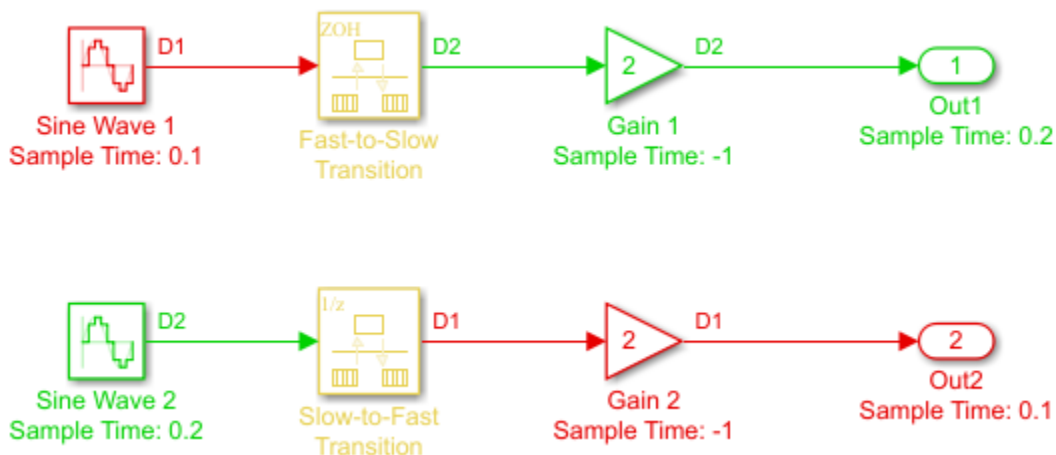 D1
ZOH
D2
2
D2
1
Sine Wave 1
Sample Time: 0.1
Fast-to-Slow
Transition
Gain 1
Sample Time: -1
Out1
Sample Time: 0.2
D2
1/z
D1
2
D1
2
Sine Wave 2
Sample Time: 0.2
Slow-to-Fast
Transition
Gain 2
Sample Time: -1
Out2
Sample Time: 0.1